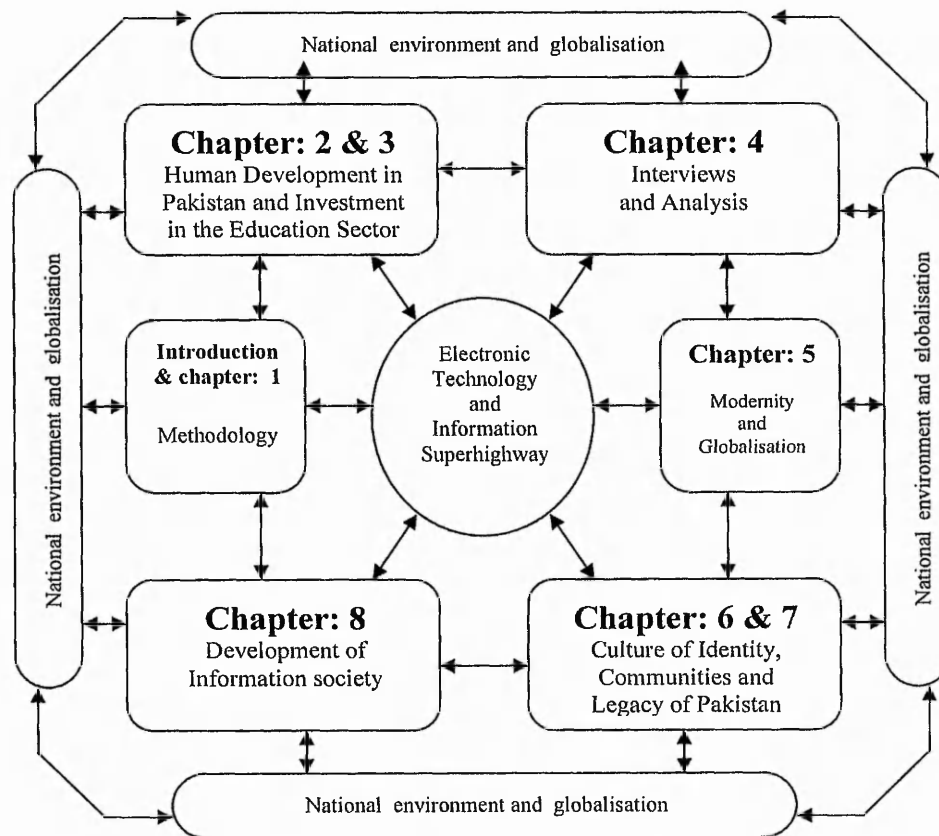 National environment and globalisation
Chapter: 2 & 3
Human Development in
Pakistan and Investment
in the Education Sector
Chapter: 4
Interviews
and Analysis
National environment and globalisation
Introduction
& chapter: 1
Methodology
Electronic
Technology
and
Information
Superhighway
Chapter: 5
Modernity
and
Globalisation
National environment and globalisation
Chapter: 8
Development of
Information society
Chapter: 6 & 7
Culture of Identity,
Communities and
Legacy of Pakistan
National environment and globalisation